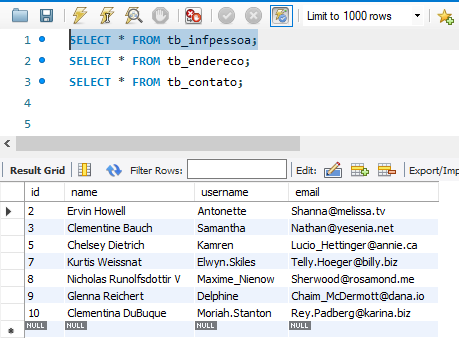 Limit to 1000 rows
1 SELECT * FROM tb_infpessoa;
2 SELECT * FROM tb_endereco;
3 SELECT * FROM tb_contato;
4
5
Result Grid Filter Rows: Edit: Export/Imp
id name username email
2 Ervin Howell Antonette Shanna@melissa.tv
3 Clementine Bauch Samantha Nathan@yesenia.net
5 Chelsey Dietrich Kamren Lucio_Hettinger@annie.ca
7 Kurtis Weissnat Elwyn.Skiles Telly.Hoeger@billy.biz
8 Nicholas Runolfsdottir V Maxime_Nienow Sherwood@rosamond.me
9 Glenna Reichert Delphine Chaim_McDermott@dana.io
10 Clementina DuBuque Moriah.Stanton Rey.Padberg@karina.biz
NULL NULL NULL NULL